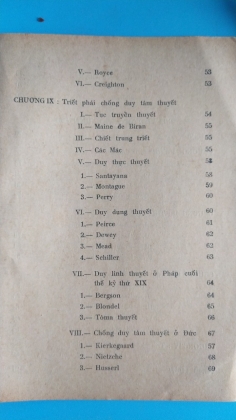 V.— Royce 53
VI.— Creighton 53
CHƯƠNG IX : Triết phái chống duy tâm thuyết
I.— Tục truyền thuyết 54
II.— Maine de Biran 55
III.— Chiết trung triết 55
IV.— Các Mác 55
V.— Duy thực thuyết 58
1.— Santayana 58
2.— Montague 59
3.— Perry 60
VI.— Duy dụng thuyết 60
1.— Peirce 61
2.— Dewey 62
3.— Mead 62
4.— Schiller 63
VII.— Duy linh thuyết ở Pháp cuối
thế kỷ thứ XIX 64
1.— Bergson 64
2.— Blondel 65
3.— Tôma thuyết 66
VIII.— Chống duy tâm thuyết ở Đức 67
1.— Kierkegaard 57
2.— Nietzche 68
3.— Husserl 69